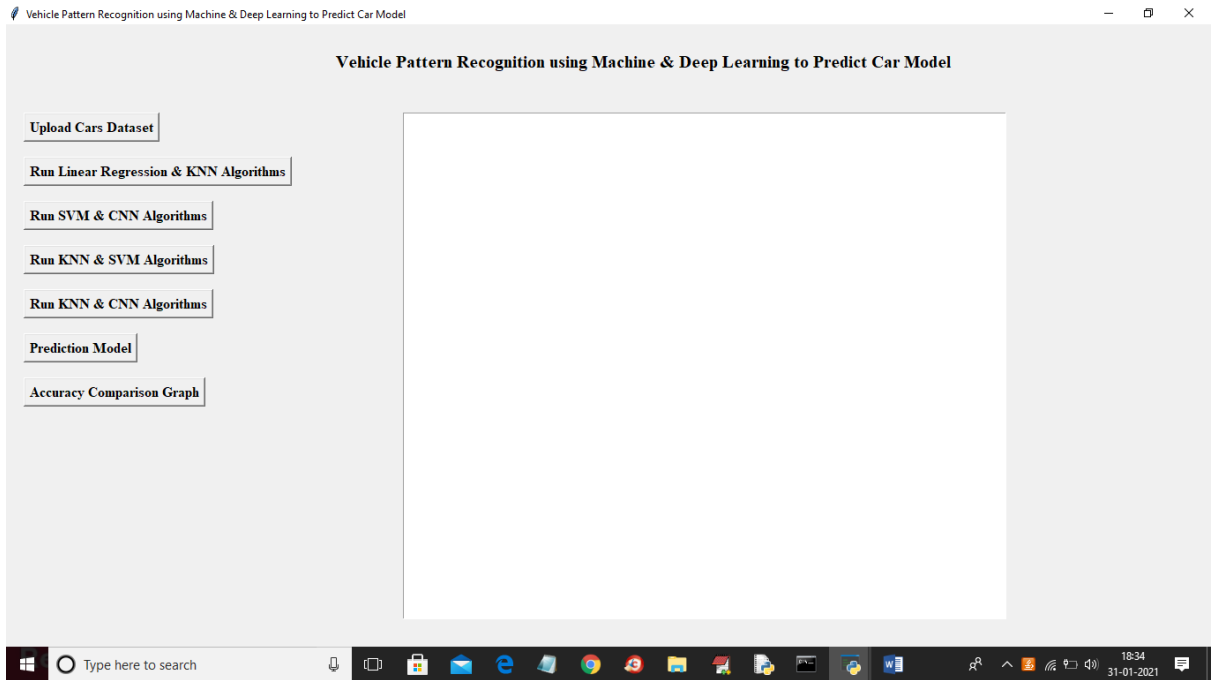 Vehicle Pattern Recognition using Machine & Deep Learning to Predict Car Model
Vehicle Pattern Recognition using Machine & Deep Learning to Predict Car Model
Upload Cars Dataset
Run Linear Regression & KNN Algorithms
Run SVM & CNN Algorithms
Run KNN & SVM Algorithms
Run KNN & CNN Algorithms
Prediction Model
Accuracy Comparison Graph
Type here to search
18:34
31-01-2021